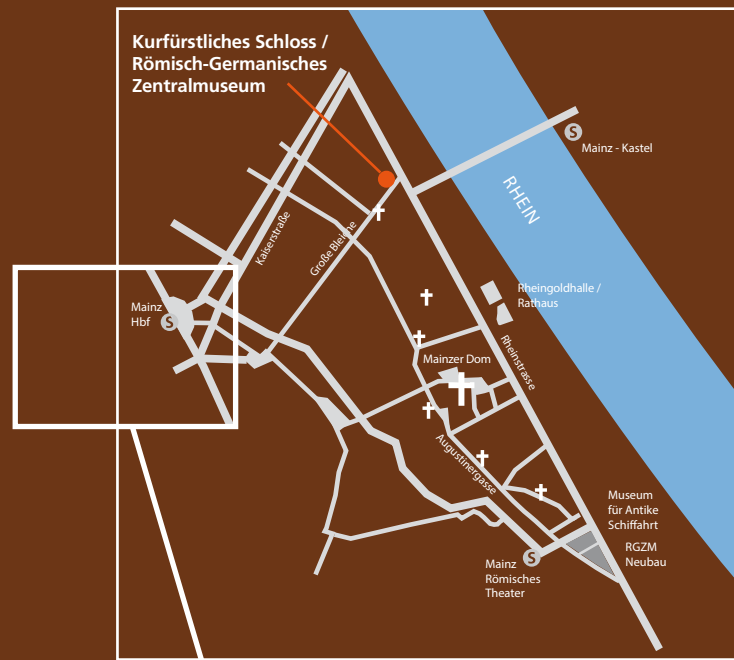 Kurfürstliches Schloss /
Römisch-Germanisches
Zentralmuseum
S
Mainz - Kastel
RHEIN
Kaiserstraße
Große Bleiche
Mainz
Hbf
S
Rheingoldhalle /
Rathaus
Rheinstrasse
Mainzer Dom
Augustinergasse
Museum
für Antike
Schiffahrt
RGZM
Neubau
S
Mainz
Römisches
Theater